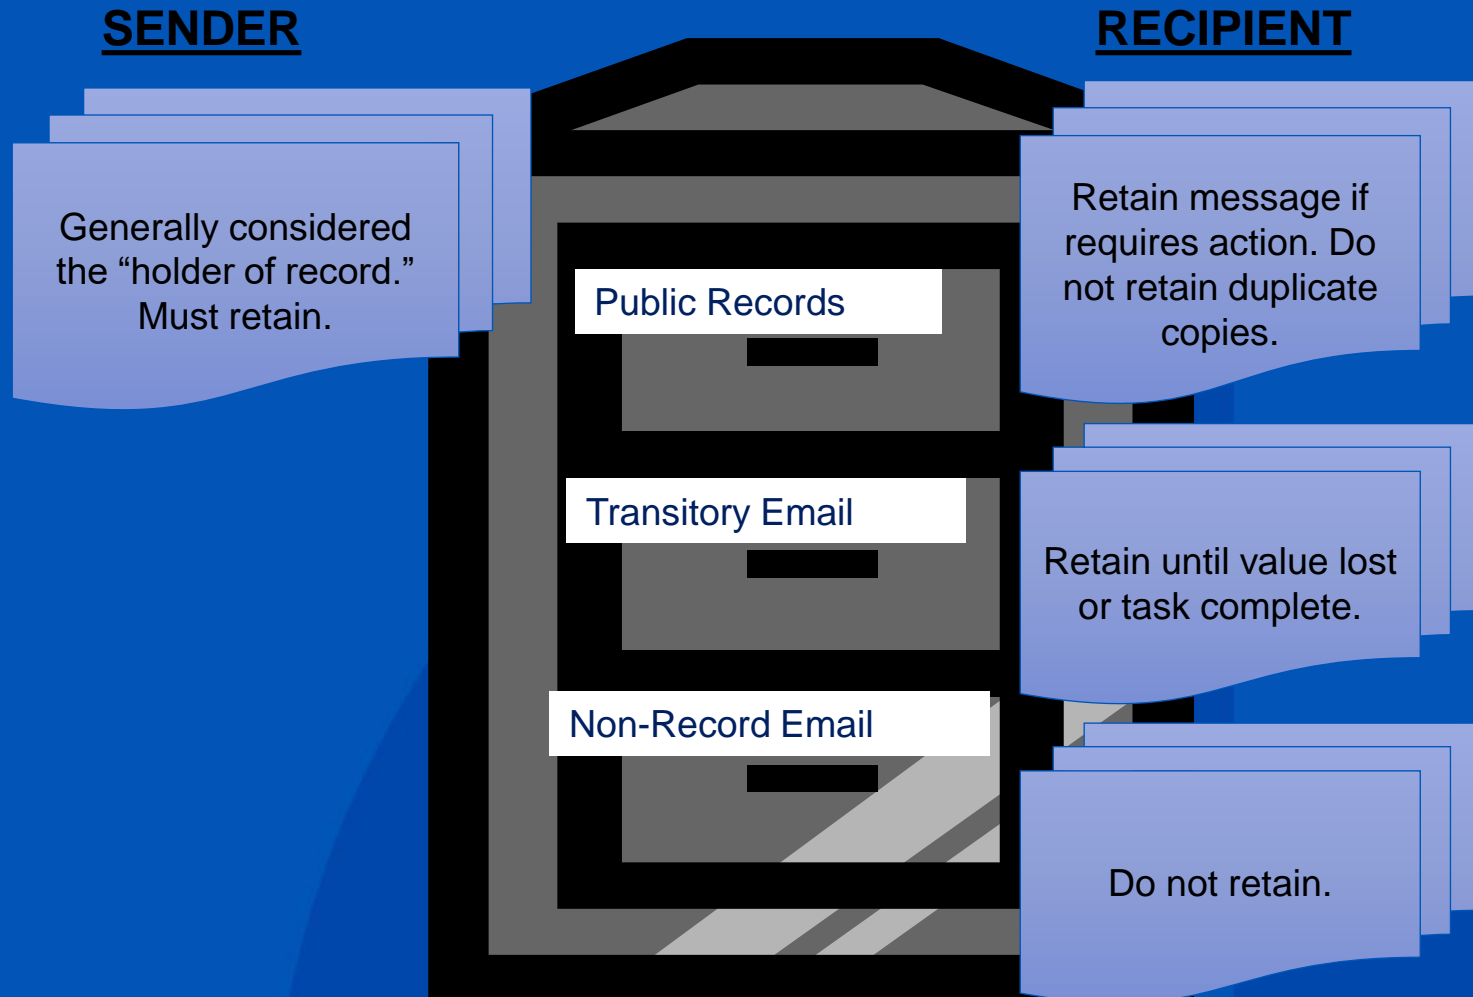 SENDER
RECIPIENT
Generally considered
the “holder of record.”
Must retain.
Public Records
Retain message if
requires action. Do
not retain duplicate
copies.
Transitory Email
Retain until value lost
or task complete.
Non-Record Email
Do not retain.